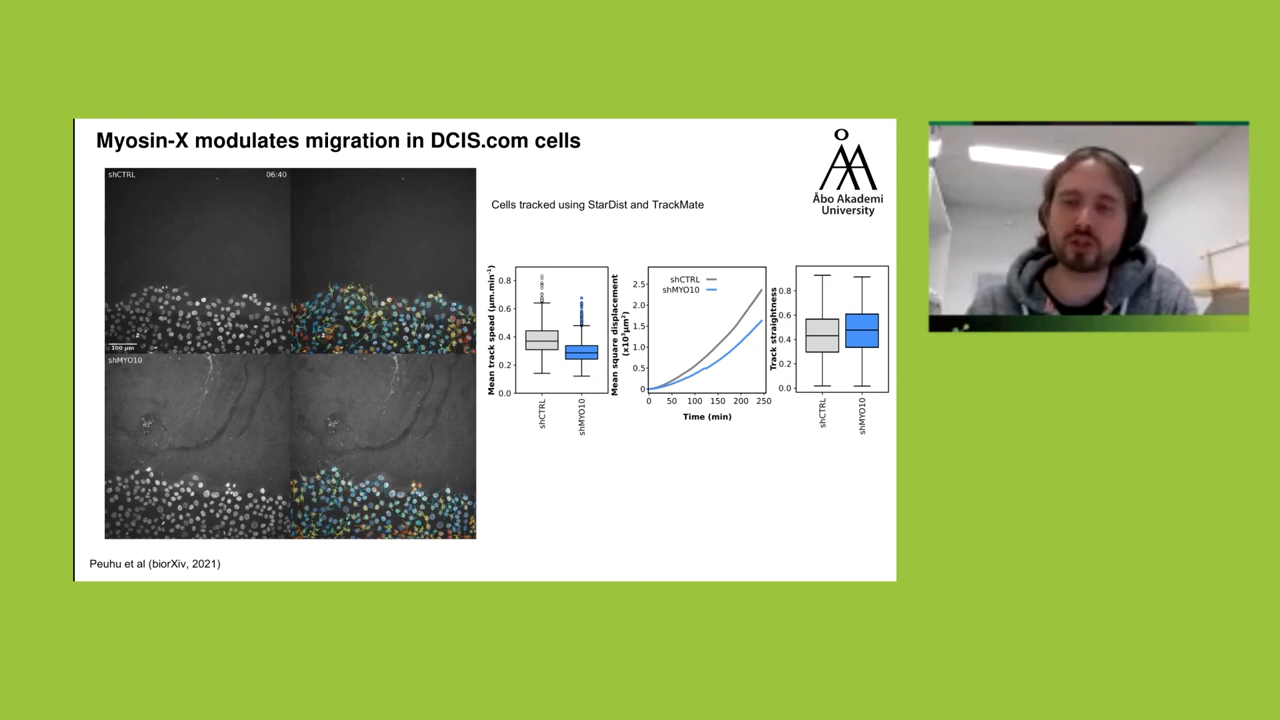 Myosin-X modulates migration in DCIS.com cells
ÅA
Åbo Akademi
University
shCTRL
06:40
100 µm
shMYO10
Cells tracked using StarDist and TrackMate
Mean track spead (µm.min⁻¹)
0.8
0.6
0.4
0.2
0.0
shCTRL
shMYO10
Mean square displacement
(x10³µm²)
shCTRL
shMYO10
2.5
2.0
1.5
1.0
0.5
0
0 50 100 150 200 250
Time (min)
Track straightness
0.8
0.6
0.4
0.2
0.0
shCTRL
shMYO10
Peuhu et al (biorXiv, 2021)